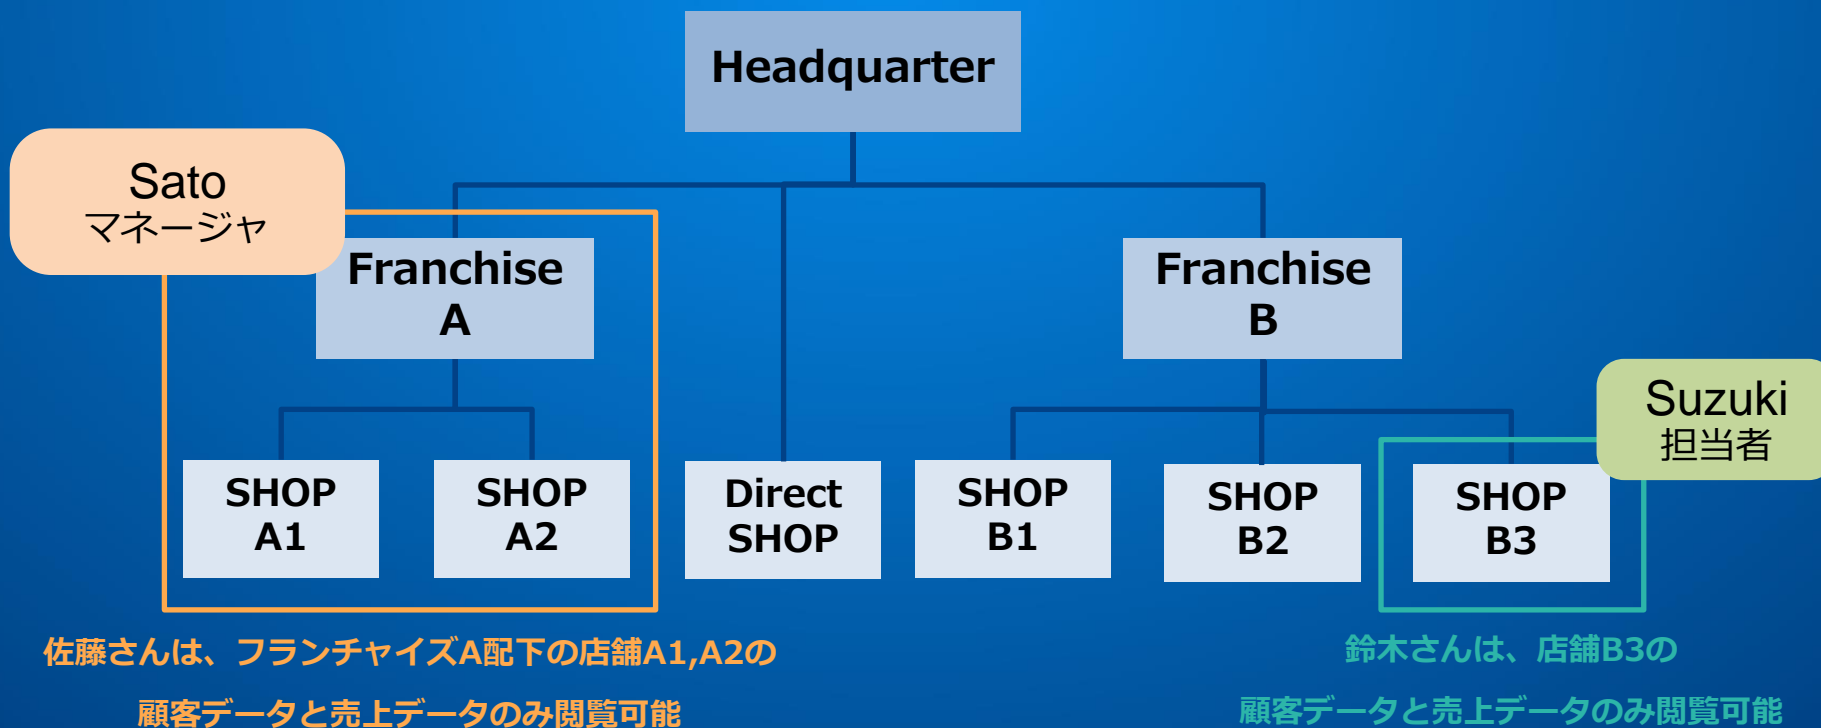 Headquarter
Sato
マネージャ
Franchise
A
Franchise
B
Suzuki
担当者
SHOP
A1
SHOP
A2
Direct
SHOP
SHOP
B1
SHOP
B2
SHOP
B3
佐藤さんは、フランチャイズA配下の店舗A1,A2の
顧客データと売上データのみ閲覧可能
鈴木さんは、店舗B3の
顧客データと売上データのみ閲覧可能